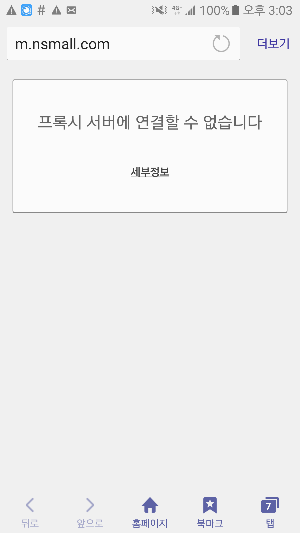 # 4G 100% 오후 3:03
m.nsmall.com 더보기
프록시 서버에 연결할 수 없습니다
세부정보
7
뒤로 앞으로 홈페이지 북마크 탭